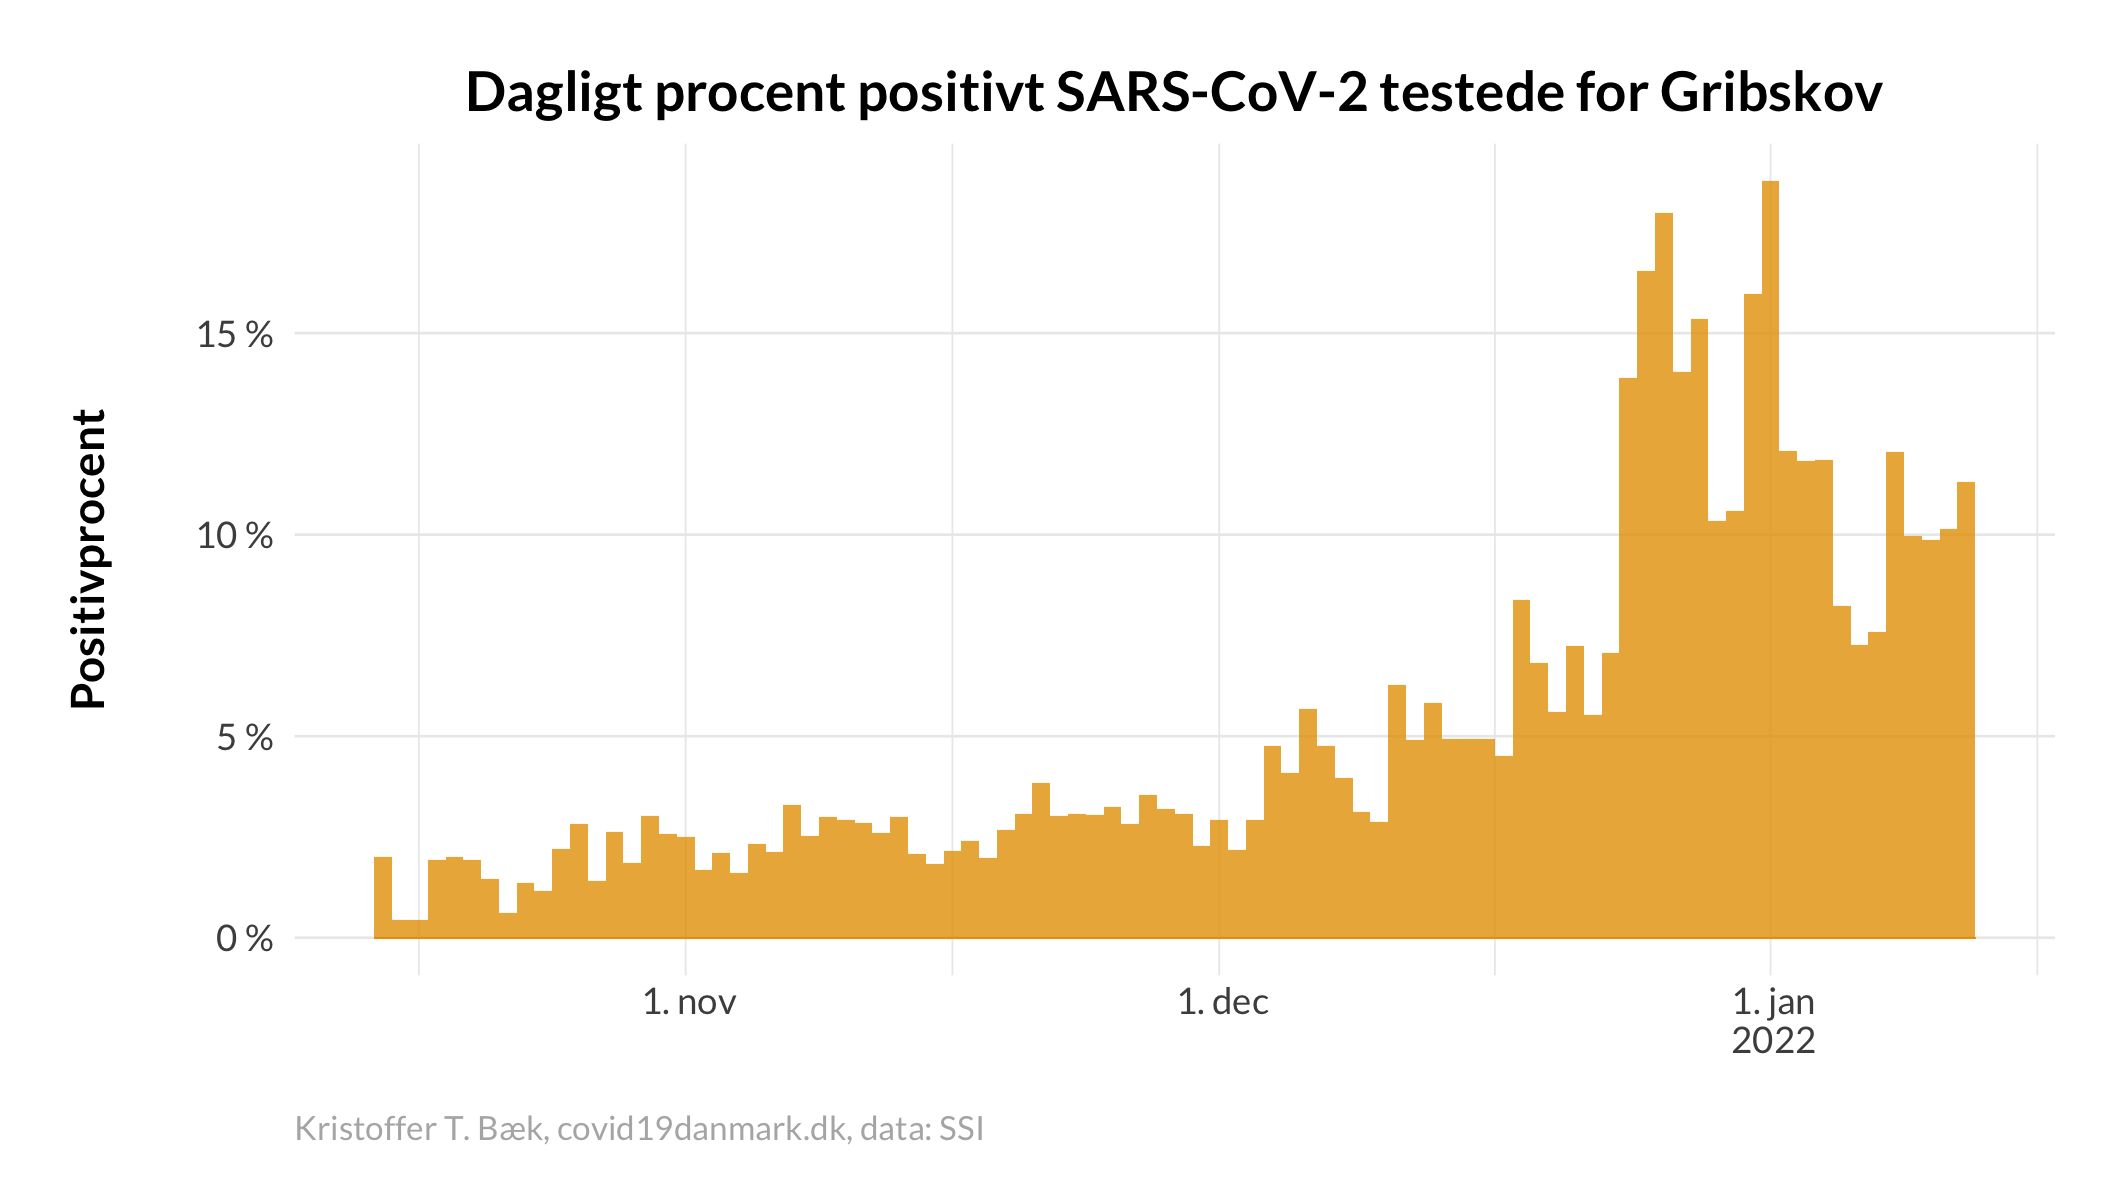 Dagligt procent positivt SARS-CoV-2 testede for Gribskov
Positivprocent
15 %
10 %
5 %
0 %
1. nov
1. dec
1. jan
2022
Kristoffer T. Bæk, covid19danmark.dk, data: SSI